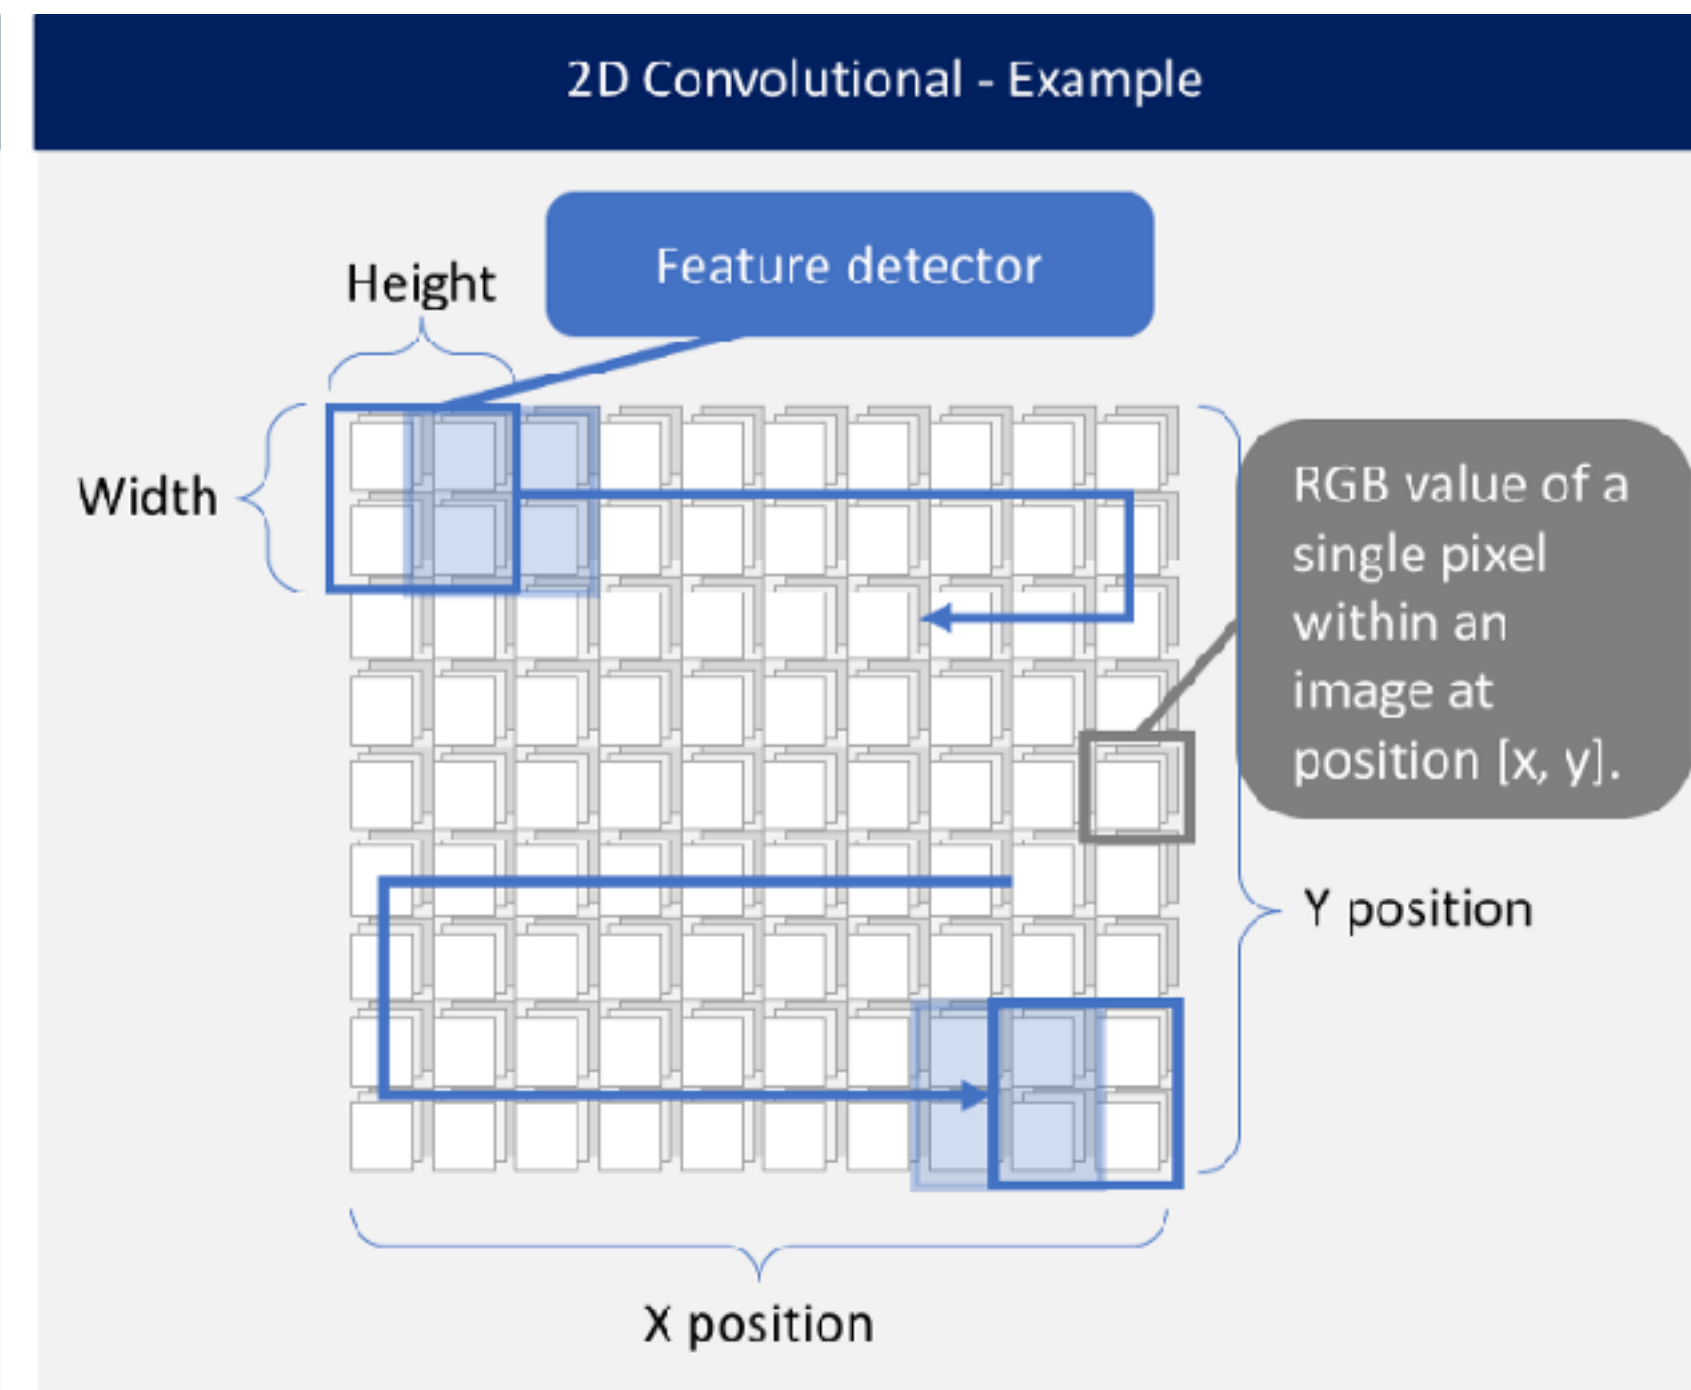 2D Convolutional - Example
Feature detector
Height
Width
RGB value of a
single pixel
within an
image at
position [x, y].
Y position
X position